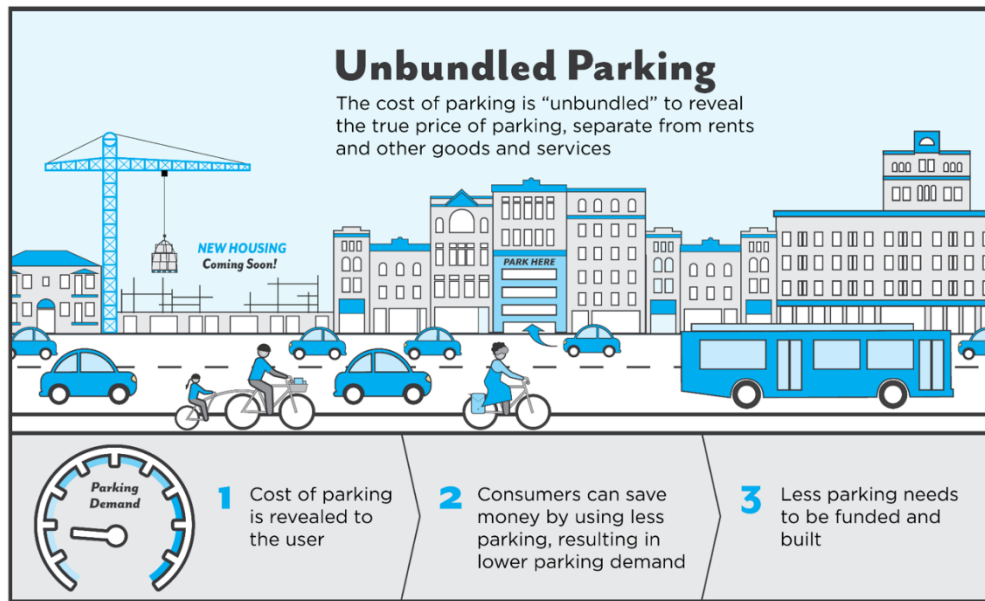 Unbundled Parking
The cost of parking is “unbundled” to reveal
the true price of parking, separate from rents
and other goods and services
NEW HOUSING
Coming Soon!
PARK HERE
Parking
Demand
1
Cost of parking
is revealed to
the user
2
Consumers can save
money by using less
parking, resulting in
lower parking demand
3
Less parking needs
to be funded and
built